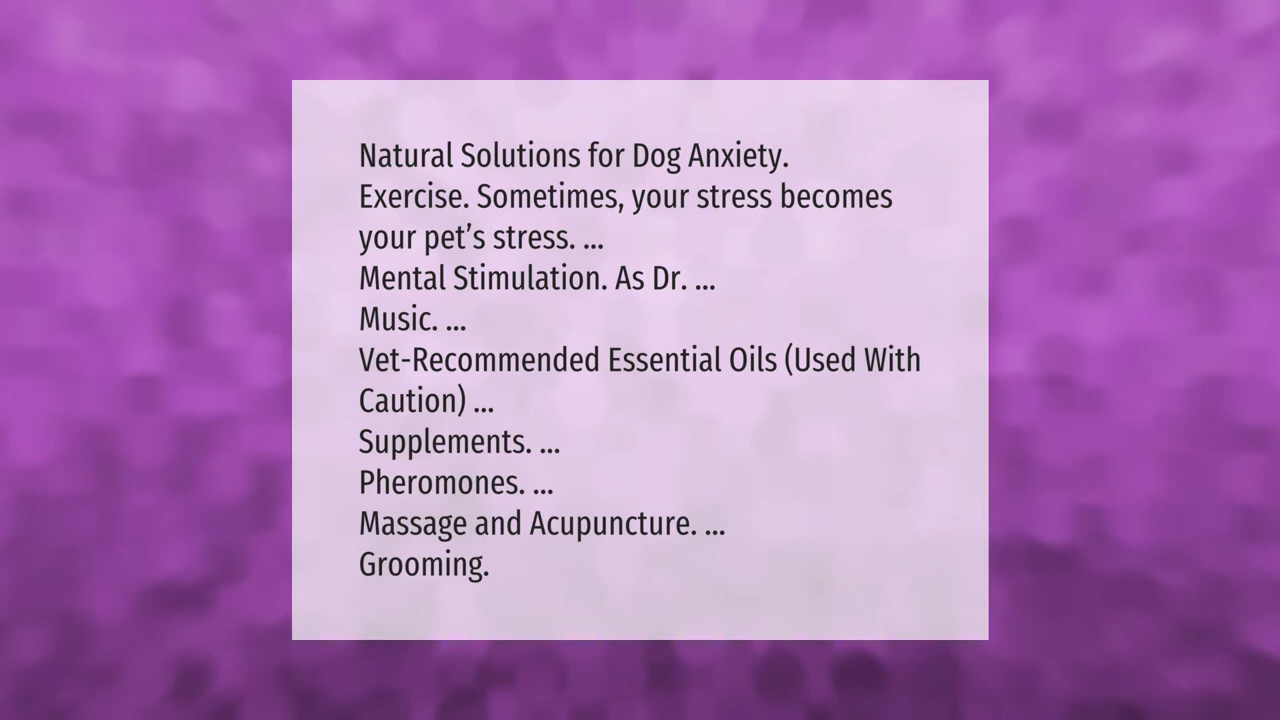 Natural Solutions for Dog Anxiety.
Exercise. Sometimes, your stress becomes
your pet’s stress. ...
Mental Stimulation. As Dr. ...
Music. ...
Vet-Recommended Essential Oils (Used With
Caution) ...
Supplements. ...
Pheromones. ...
Massage and Acupuncture. ...
Grooming.